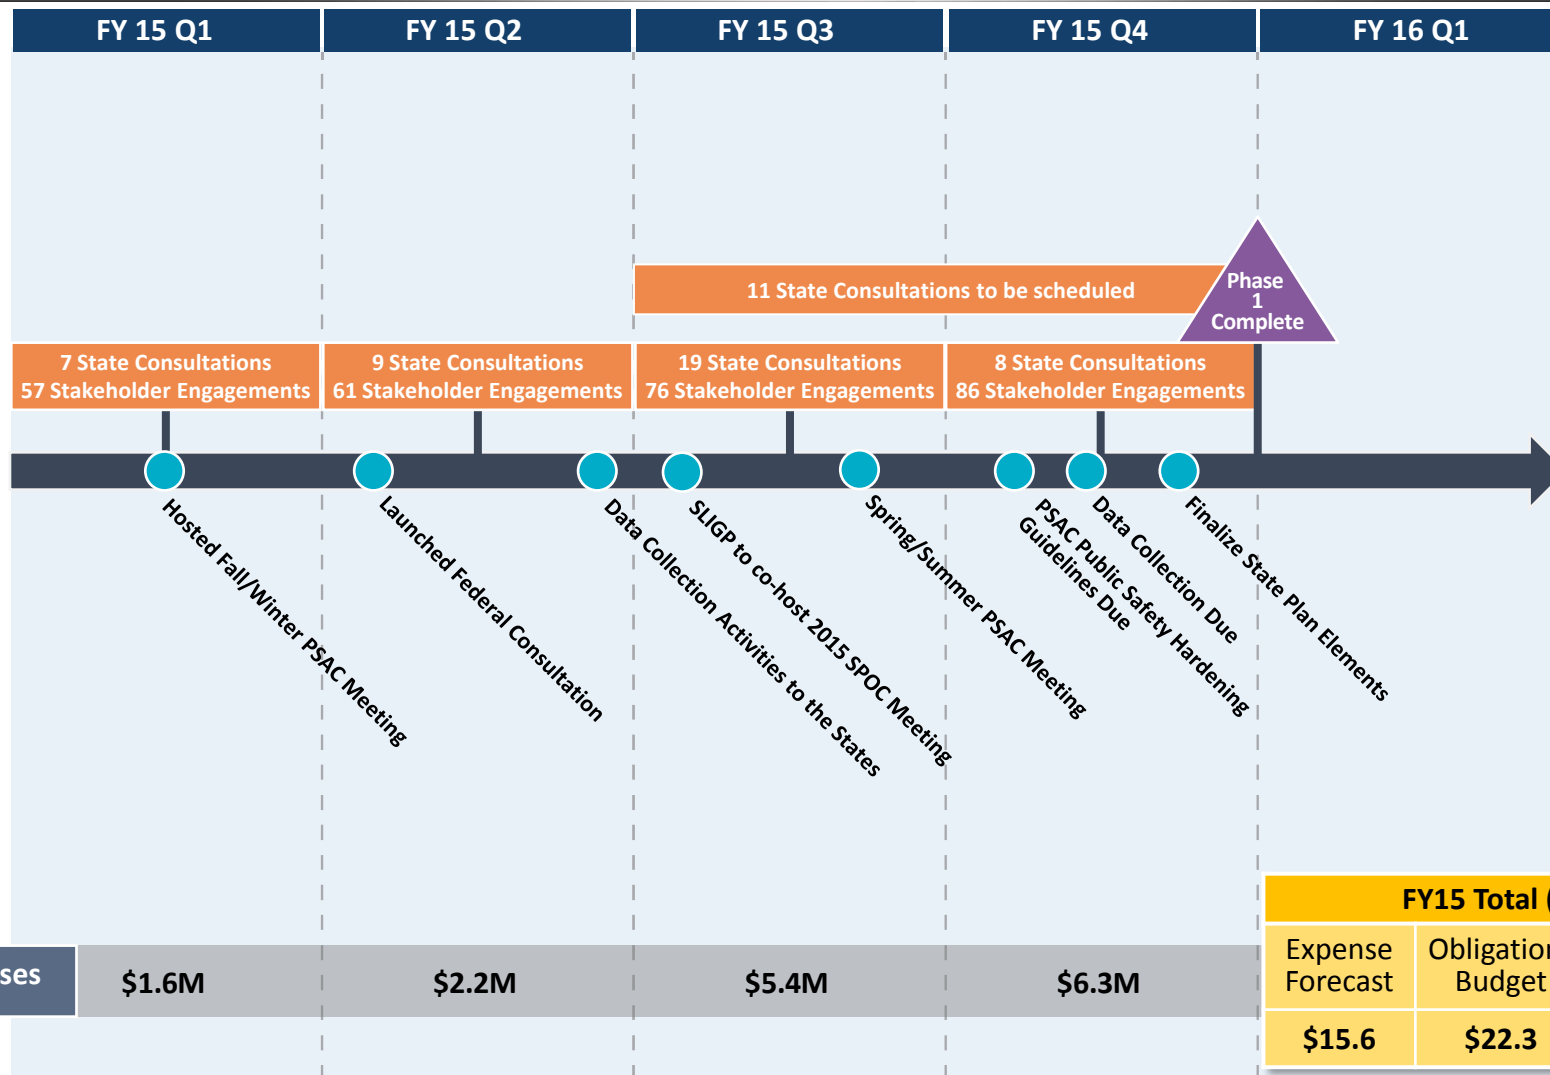 FY 15 Q1
FY 15 Q2
FY 15 Q3
FY 15 Q4
FY 16 Q1
11 State Consultations to be scheduled
Phase
1
Complete
7 State Consultations
57 Stakeholder Engagements
9 State Consultations
61 Stakeholder Engagements
19 State Consultations
76 Stakeholder Engagements
8 State Consultations
86 Stakeholder Engagements
Hosted Fall/Winter PSAC Meeting
Launched Federal Consultation
Data Collection Activities to the States
SLIGP to co-host 2015 SPOC Meeting
Spring/Summer PSAC Meeting
PSAC Public Safety Hardening
Guidelines Due
Data Collection Due
Finalize State Plan Elements
ses
$1.6M
$2.2M
$5.4M
$6.3M
FY15 Total (
Expense
Forecast
Obligation
Budget
$15.6
$22.3